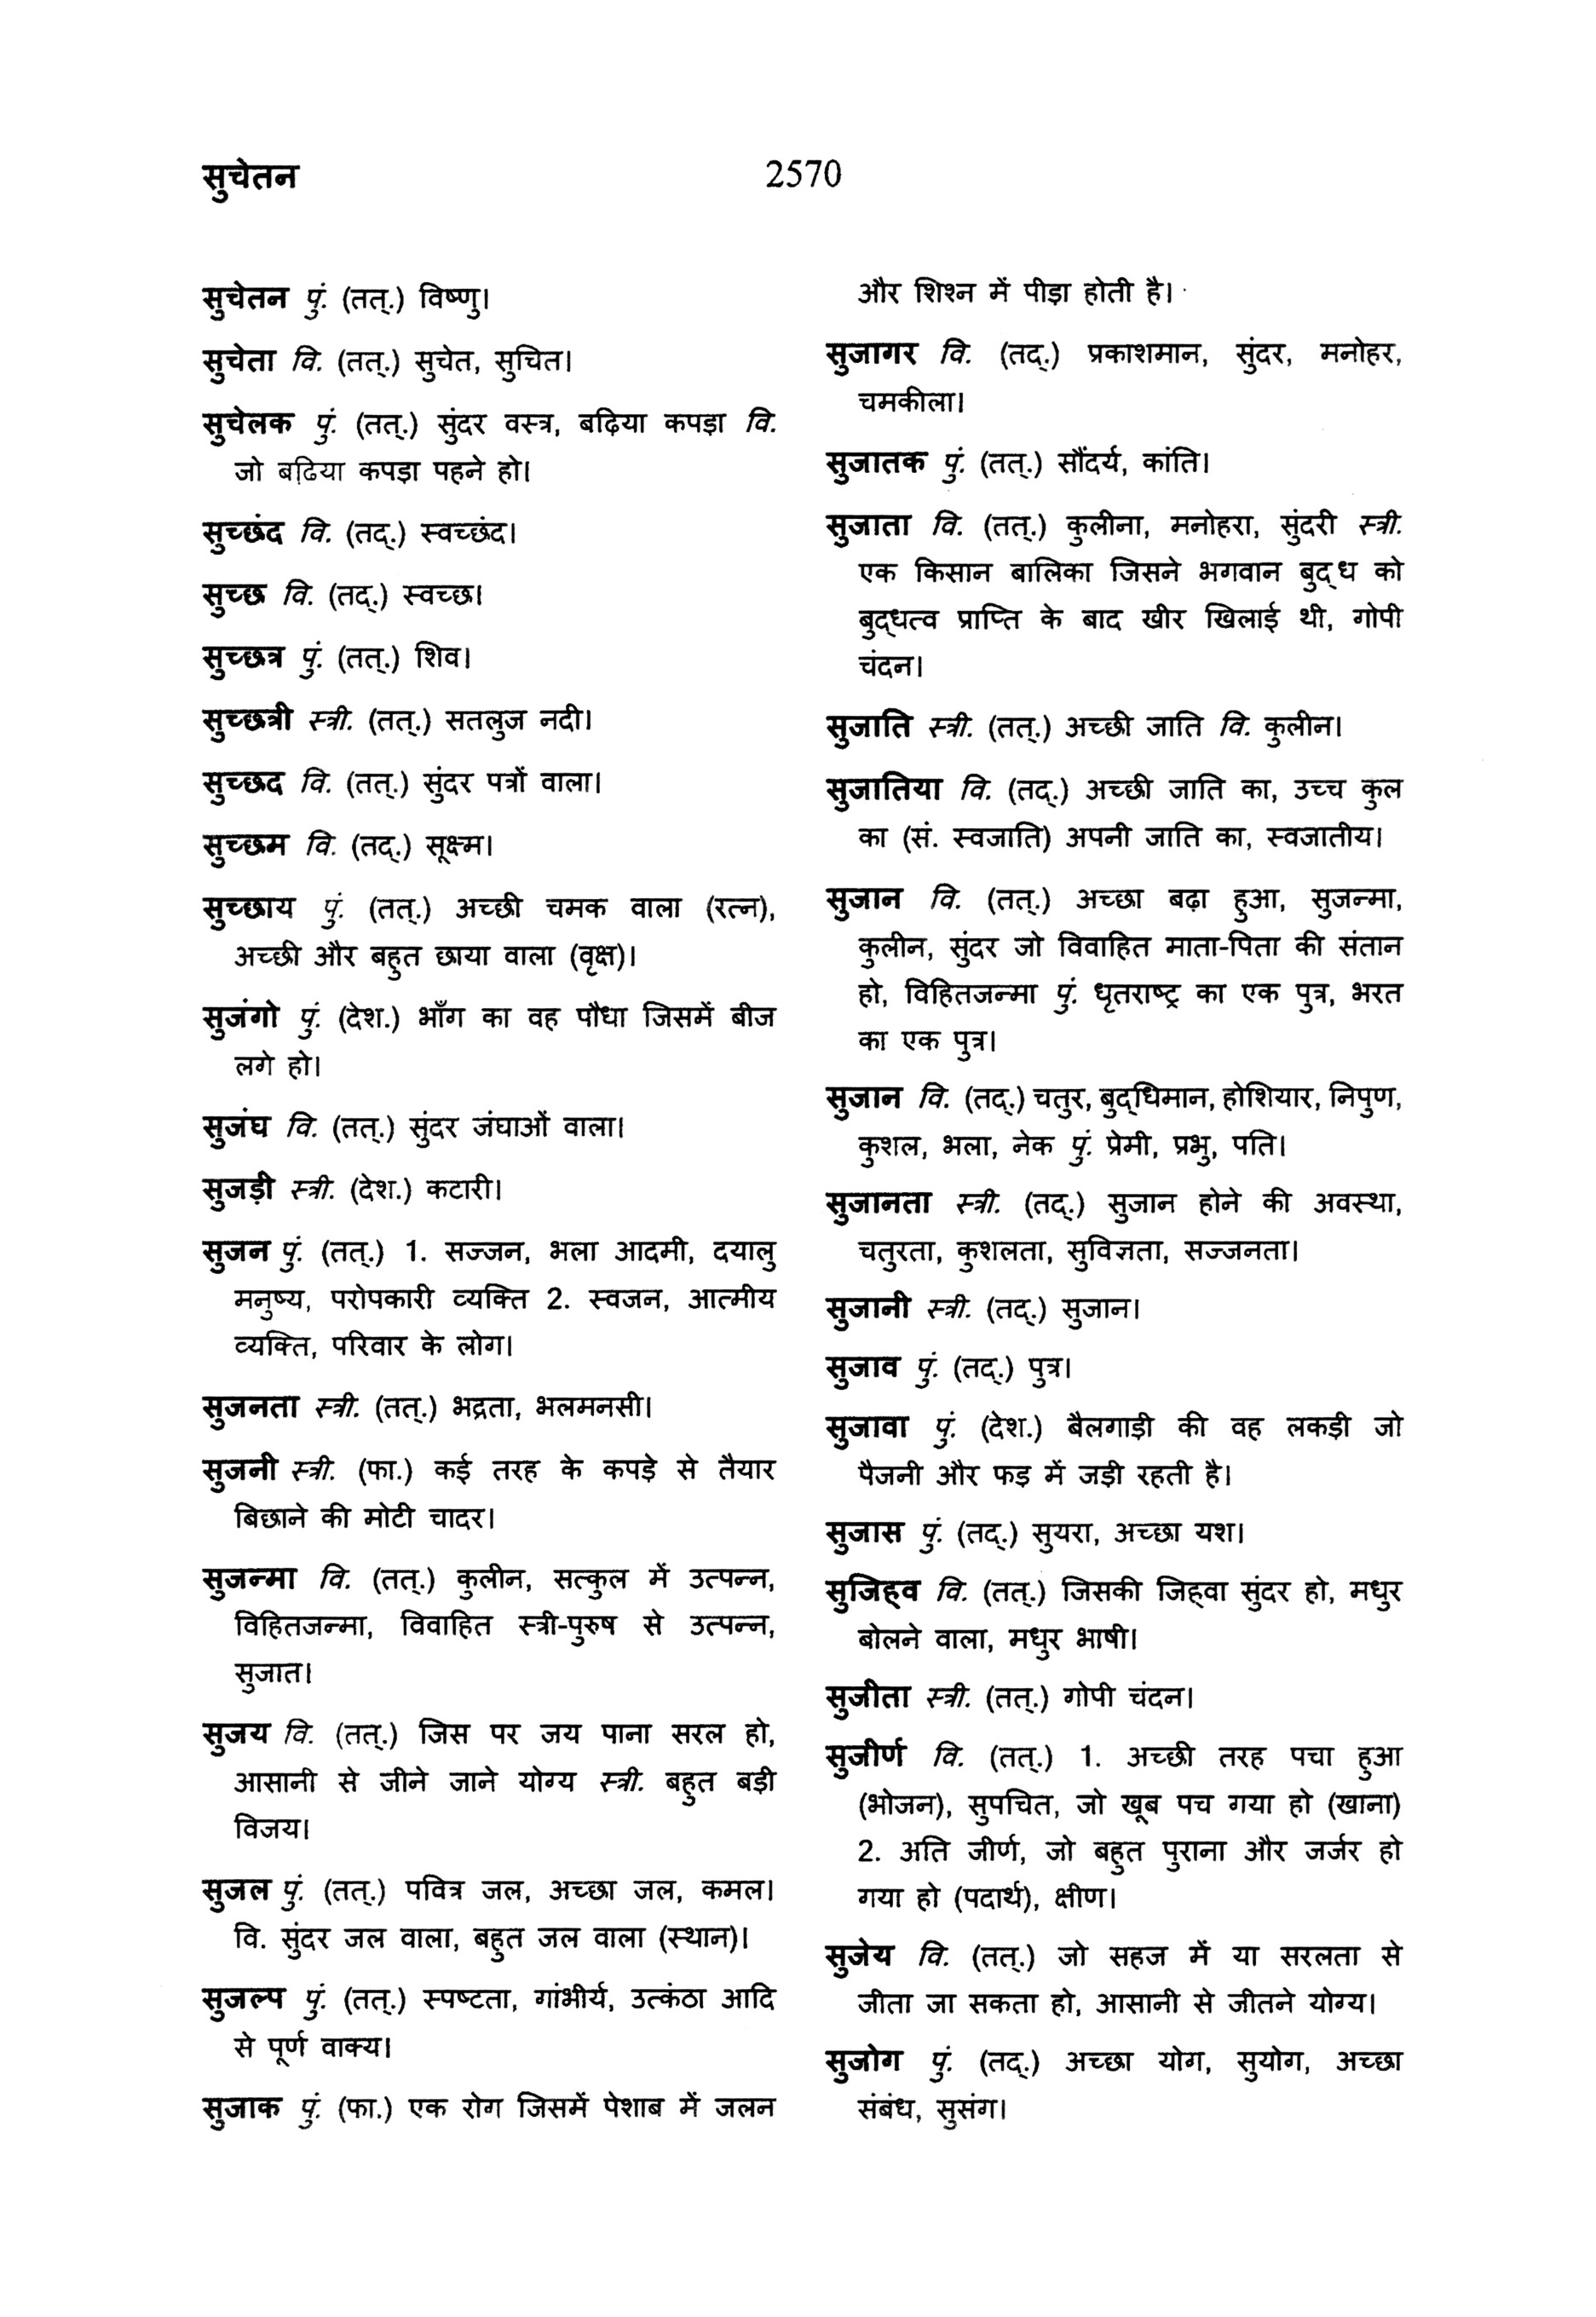 सुचेतन
2570
सुचेतन पुं. (तत्.) विष्णु।
सुचेता वि. (तत्.) सुचेत, सुचित।
सुचेलक पुं. (तत्.) सुंदर वस्त्र, बढ़िया कपड़ा वि.
जो बढिया कपड़ा पहने हो।
सुच्छंद वि. (तद्.) स्वच्छंद।
सुच्छ वि. (तद्.) स्वच्छ।
सुच्छत्र पुं. (तत्.) शिव।
सुच्छत्री स्त्री. (तत्.) सतलुज नदी।
सुच्छद वि. (तत्.) सुंदर पत्रों वाला।
सुच्छम वि. (तद्.) सूक्ष्म।
सुच्छाय पुं. (तत्.) अच्छी चमक वाला (रत्न),
अच्छी और बहुत छाया वाला (वृक्ष)।
सुजंगो पुं. (देश.) भाँग का वह पौधा जिसमें बीज
लगे हो।
सुजंघ वि. (तत्.) सुंदर जंघाओं वाला।
सुजड़ी स्त्री. (देश.) कटारी।
सुजन पुं. (तत्.) 1. सज्जन, भला आदमी, दयालु
मनुष्य, परोपकारी व्यक्ति 2. स्वजन, आत्मीय
व्यक्ति, परिवार के लोग।
सुजनता स्त्री. (तत्.) भद्रता, भलमनसी।
सुजनी स्त्री. (फा.) कई तरह के कपड़े से तैयार
बिछाने की मोटी चादर।
सुजन्मा वि. (तत्.) कुलीन, सत्कुल में उत्पन्न,
विहितजन्मा, विवाहित स्त्री-पुरुष से उत्पन्न,
सुजात।
सुजय वि. (तत्.) जिस पर जय पाना सरल हो,
आसानी से जीने जाने योग्य स्त्री. बहुत बड़ी
विजय।
सुजल पुं. (तत्.) पवित्र जल, अच्छा जल, कमल।
वि. सुंदर जल वाला, बहुत जल वाला (स्थान)।
सुजल्प पुं. (तत्.) स्पष्टता, गांभीर्य, उत्कंठा आदि
से पूर्ण वाक्य।
सुजाक पुं. (फा.) एक रोग जिसमें पेशाब में जलन
और शिश्न में पीड़ा होती है।
सुजागर वि. (तद्.) प्रकाशमान, सुंदर, मनोहर,
चमकीला।
सुजातक पुं. (तत्.) सौंदर्य, कांति।
सुजाता वि. (तत्.) कुलीना, मनोहरा, सुंदरी स्त्री.
एक किसान बालिका जिसने भगवान बुद्ध को
बुद्धत्व प्राप्ति के बाद खीर खिलाई थी, गोपी
चंदन।
सुजाति स्त्री. (तत्.) अच्छी जाति वि. कुलीन।
सुजातिया वि. (तद्.) अच्छी जाति का, उच्च कुल
का (सं. स्वजाति) अपनी जाति का, स्वजातीय।
सुजान वि. (तत्.) अच्छा बढ़ा हुआ, सुजन्मा,
कुलीन, सुंदर जो विवाहित माता-पिता की संतान
हो, विहितजन्मा पुं. धृतराष्ट्र का एक पुत्र, भरत
का एक पुत्र।
सुजान वि. (तद्.) चतुर, बुद्धिमान, होशियार, निपुण,
कुशल, भला, नेक पुं. प्रेमी, प्रभु, पति।
सुजानता स्त्री. (तद्.) सुजान होने की अवस्था,
चतुरता, कुशलता, सुविज्ञता, सज्जनता।
सुजानी स्त्री. (तद्.) सुजान।
सुजाव पुं. (तद्.) पुत्र।
सुजावा पुं. (देश.) बैलगाड़ी की वह लकड़ी जो
पैजनी और फड़ में जड़ी रहती है।
सुजास पुं. (तद्.) सुयरा, अच्छा यश।
सुजिह्व वि. (तत्.) जिसकी जिह्वा सुंदर हो, मधुर
बोलने वाला, मधुर भाषी।
सुजीता स्त्री. (तत्.) गोपी चंदन।
सुजीर्ण वि. (तत्.) 1. अच्छी तरह पचा हुआ
(भोजन), सुपचित, जो खूब पच गया हो (खाना)
2. अति जीर्ण, जो बहुत पुराना और जर्जर हो
गया हो (पदार्थ), क्षीण।
सुजेय वि. (तत्.) जो सहज में या सरलता से
जीता जा सकता हो, आसानी से जीतने योग्य।
सुजोग पुं. (तद्.) अच्छा योग, सुयोग, अच्छा
संबंध, सुसंग।